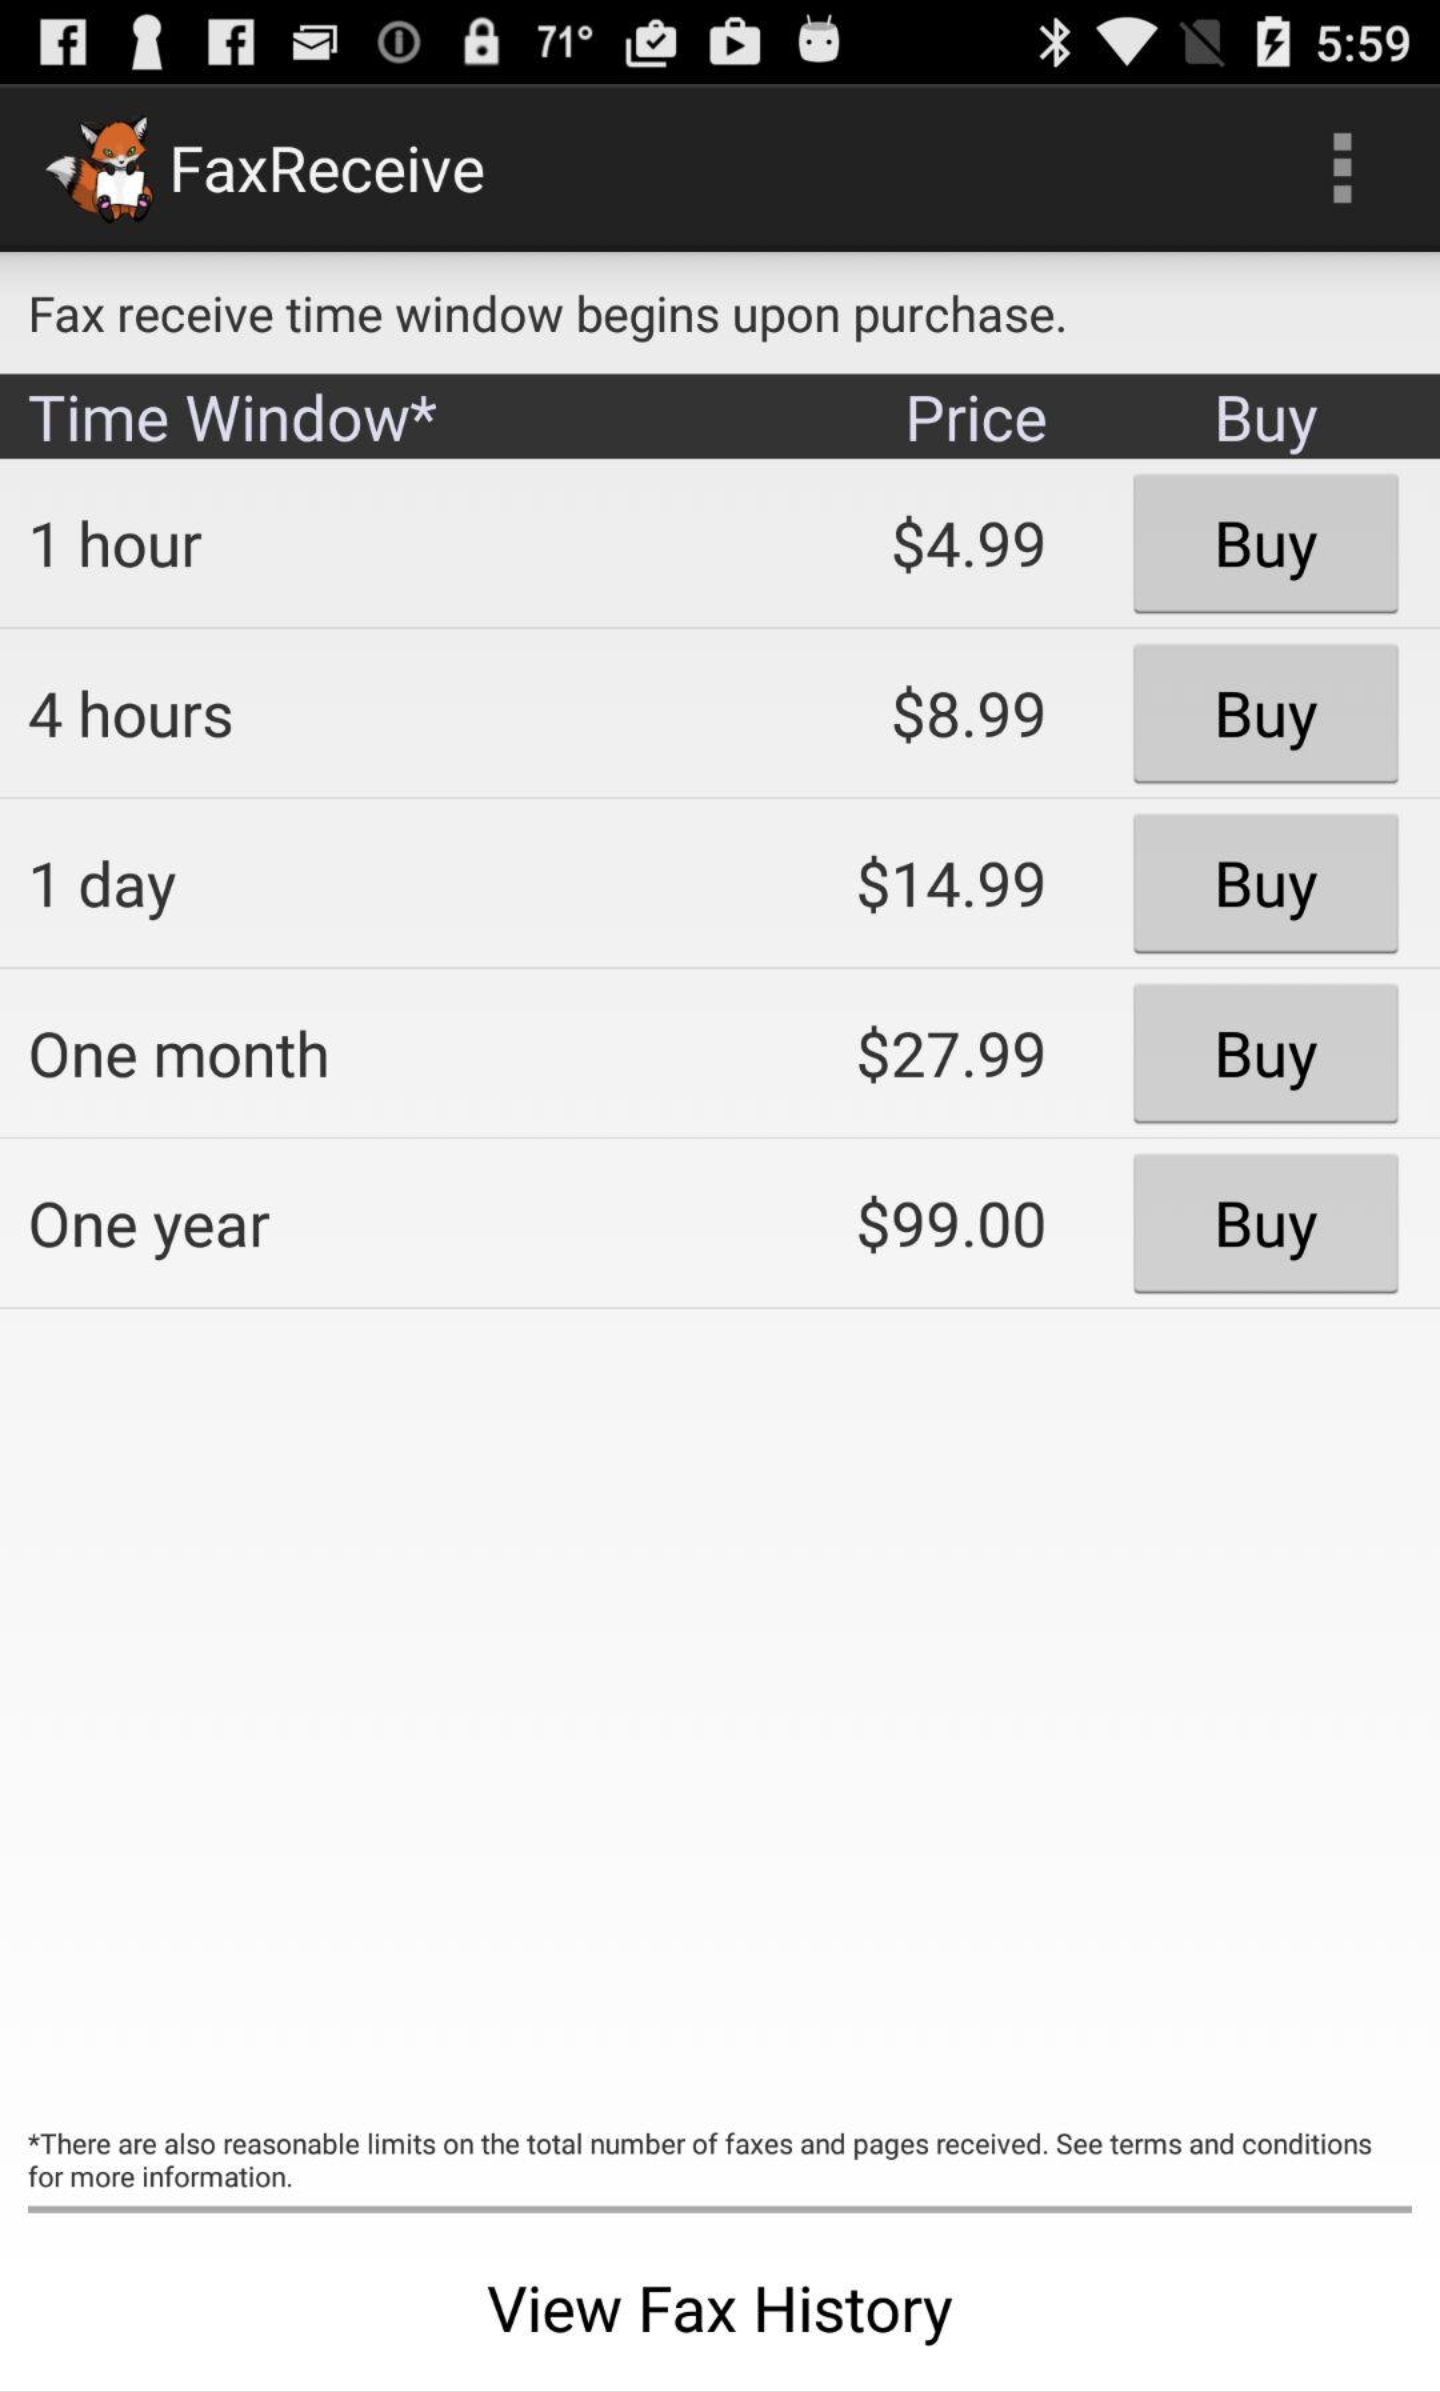 71° 5:59
FaxReceive
Fax receive time window begins upon purchase.
Time Window* Price Buy
1 hour $4.99 Buy
4 hours $8.99 Buy
1 day $14.99 Buy
One month $27.99 Buy
One year $99.00 Buy
*There are also reasonable limits on the total number of faxes and pages received. See terms and conditions
for more information.
View Fax History